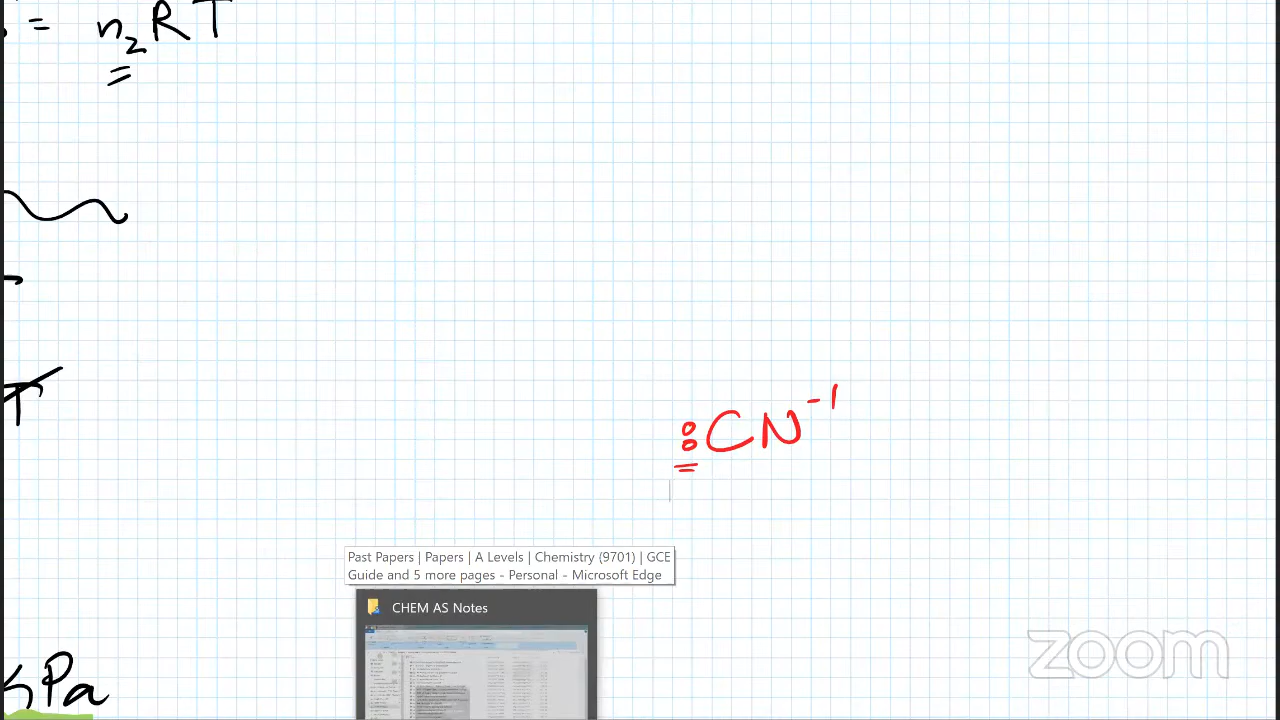 = n₂RT
:CN⁻¹
Past Papers | Papers | A Levels | Chemistry (9701) | GCE
Guide and 5 more pages - Personal - Microsoft Edge
CHEM AS Notes
zoom
Pa